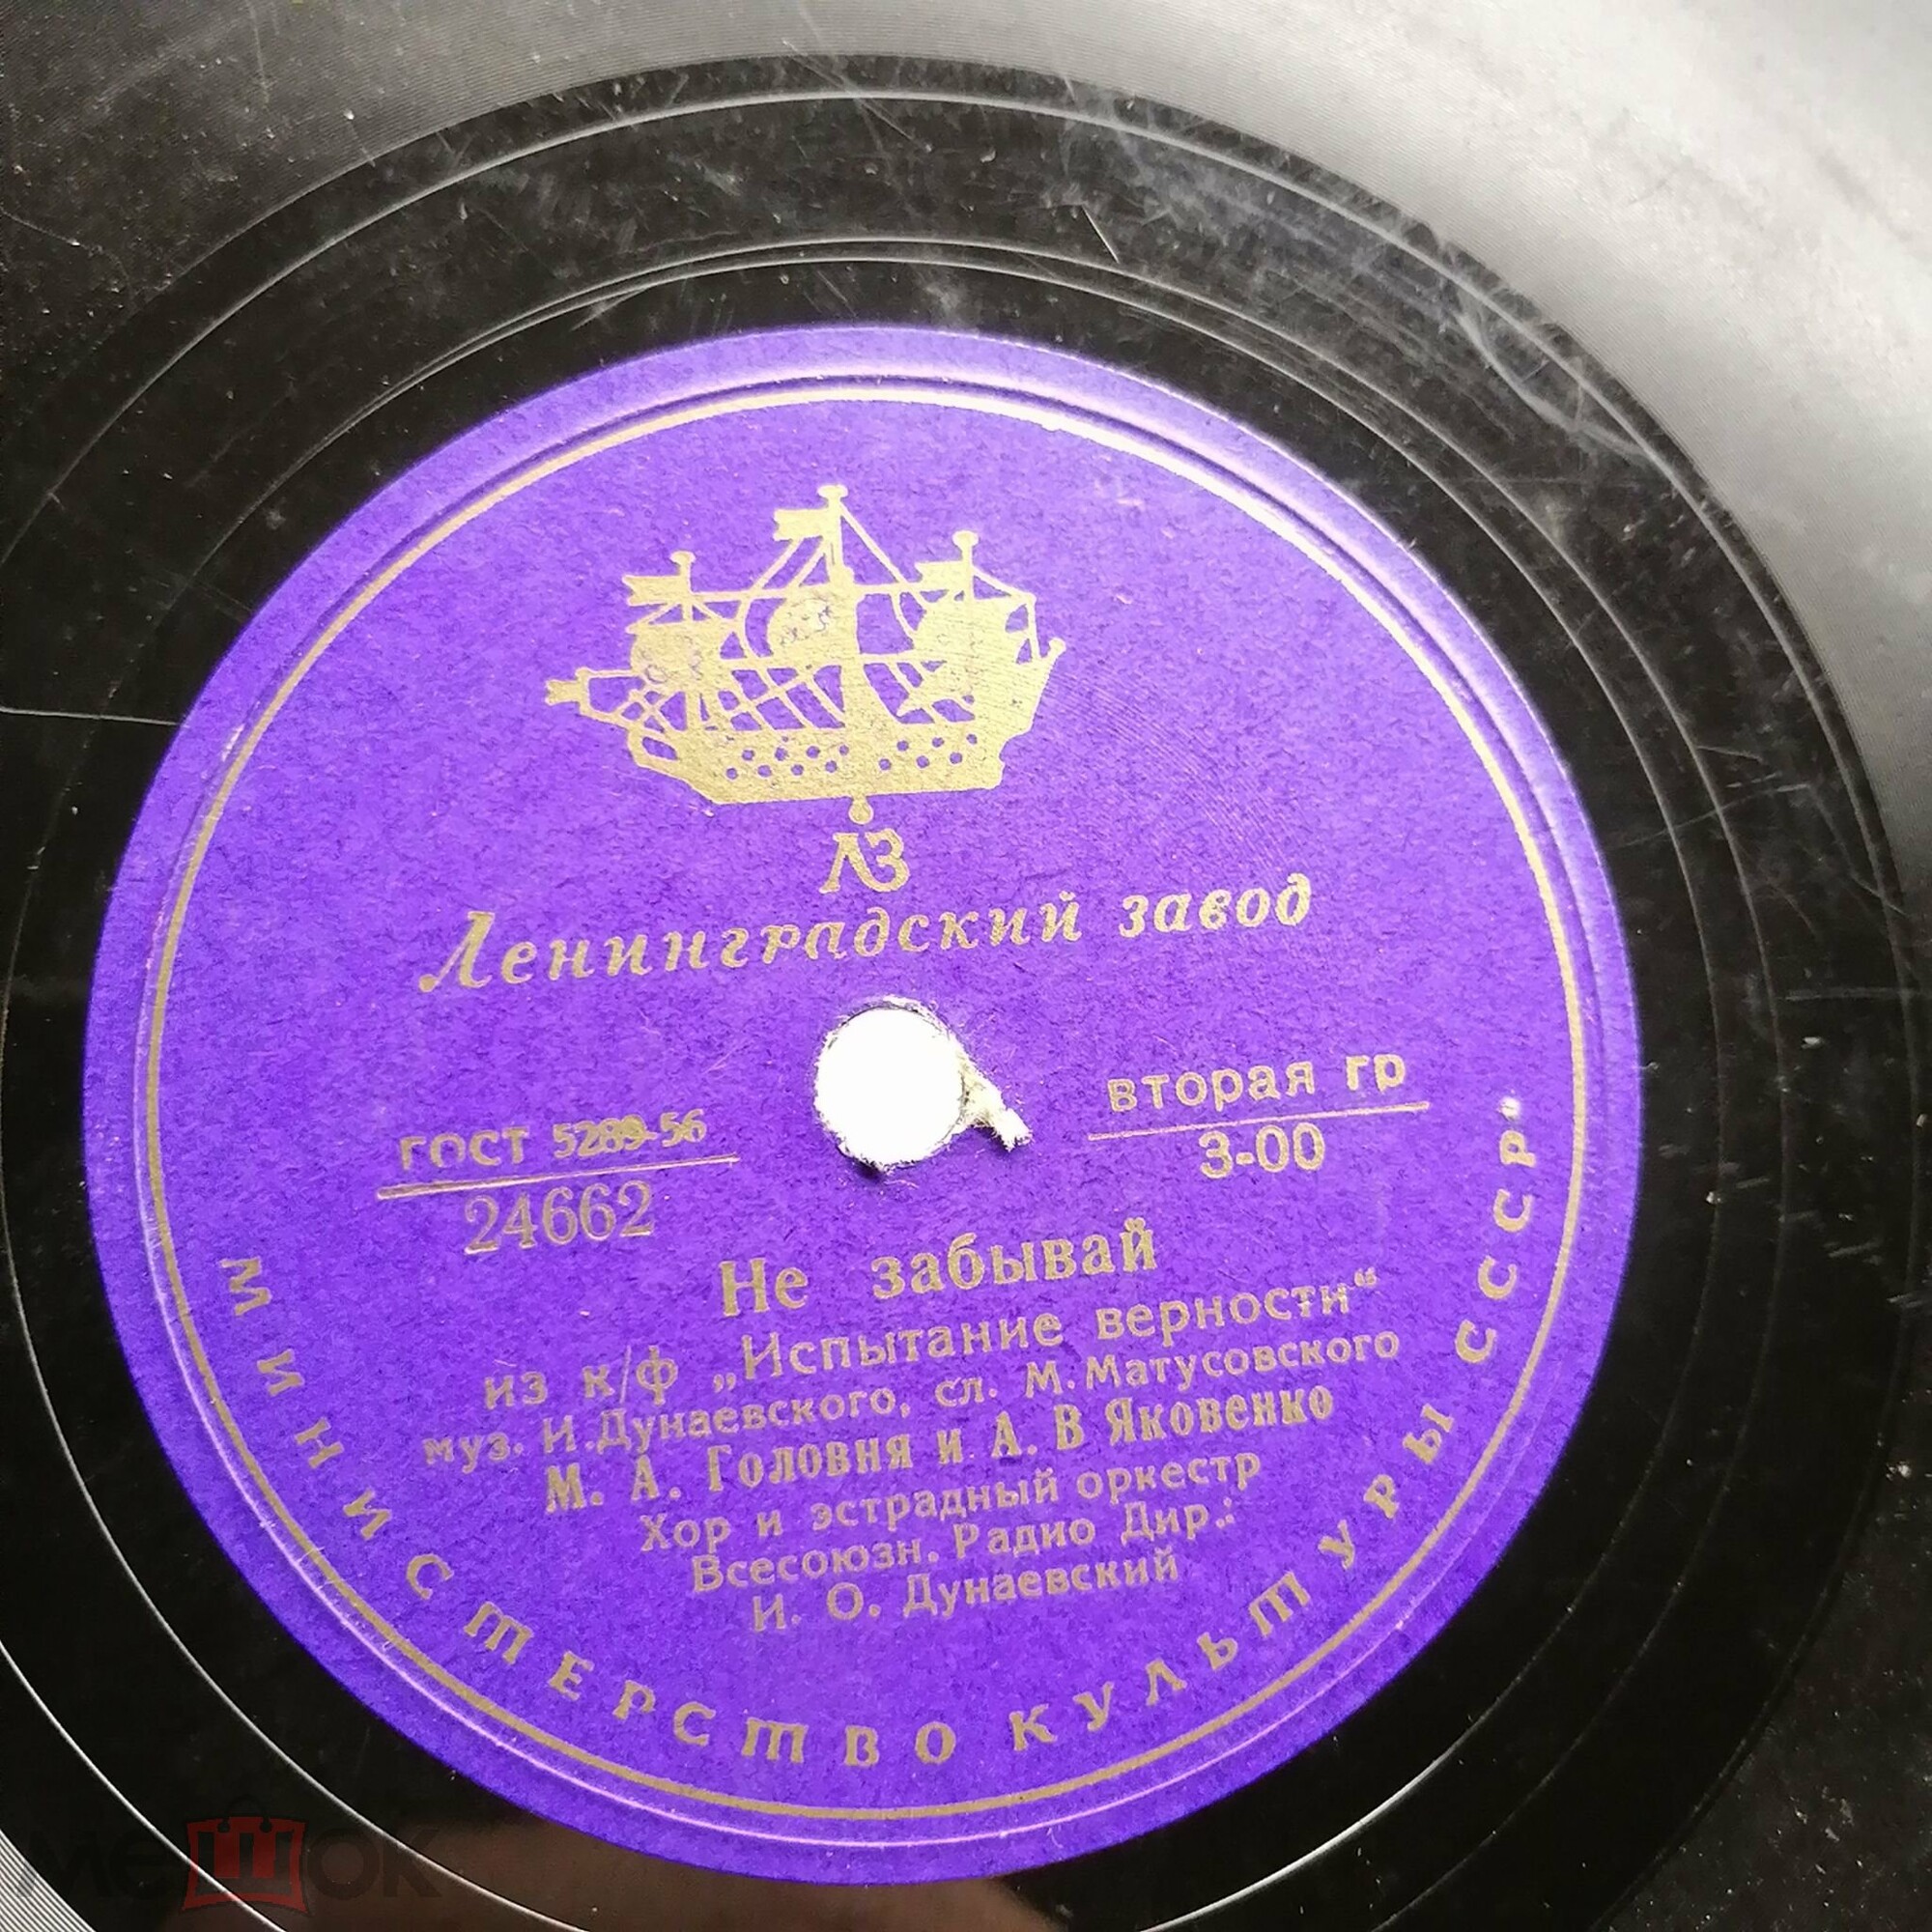 ЛЗ
Ленинградский завод
ГОСТ 5289-56
24662
вторая гр
3-00
Не забывай
из к/ф „Испытание верности“
муз. И.Дунаевского, сл. М.Матусовского
М. А. Головня и А. В Яковенко
Хор и эстрадный оркестр
Всесоюзн. Радио Дир.:
И. О. Дунаевский
МИНИСТЕРСТВО КУЛЬТУРЫ СССР
мешок